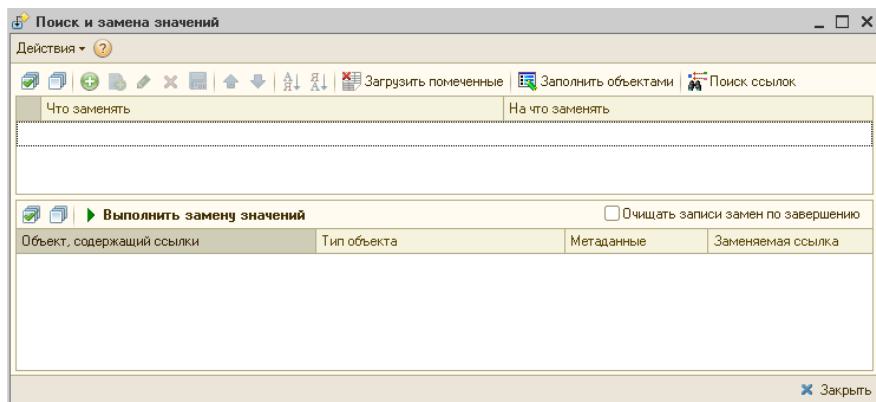 Поиск и замена значений
Действия
Загрузить помеченные Заполнить объектами Поиск ссылок
Что заменять На что заменять
Выполнить замену значений Очищать записи замен по завершению
Объект, содержащий ссылки Тип объекта Метаданные Заменяемая ссылка
Закрыть